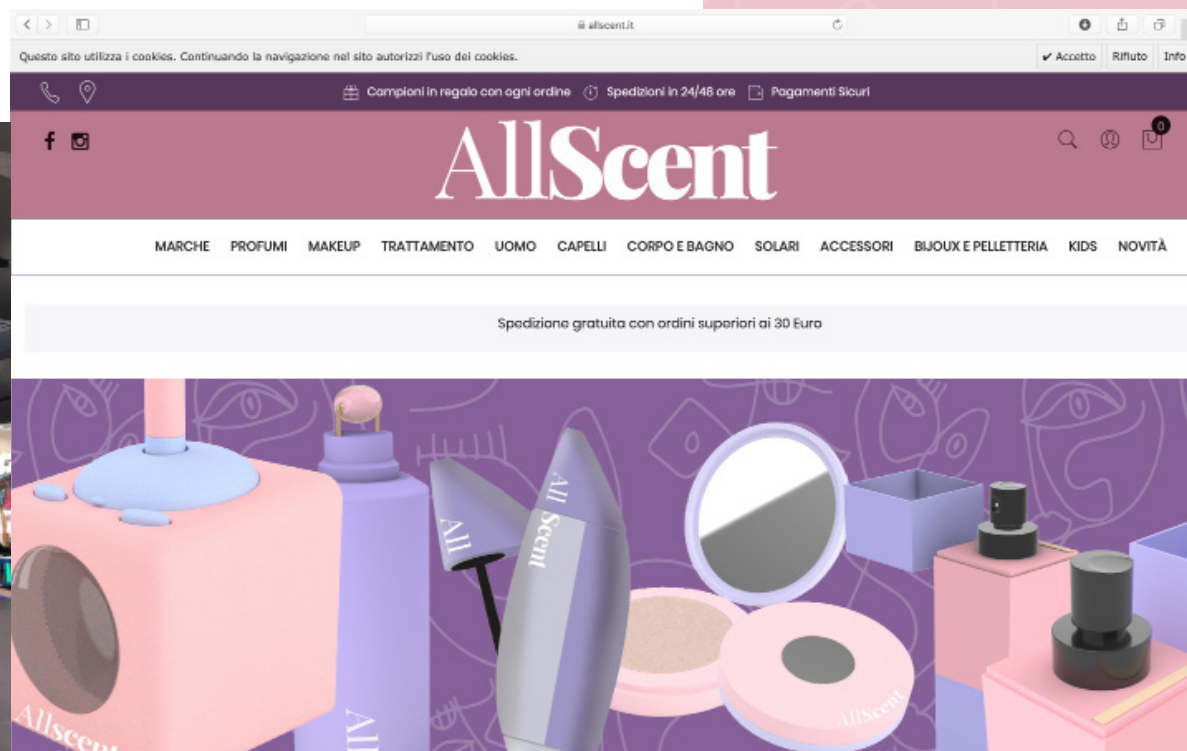 allscent.it
Questo sito utilizza i cookies. Continuando la navigazione nel sito autorizzi l'uso dei cookies.
✔ Accetto Rifiuto Info
Campioni in regalo con ogni ordine Spedizioni in 24/48 ore Pagamenti Sicuri
f
0
AllScent
MARCHE PROFUMI MAKEUP TRATTAMENTO UOMO CAPELLI CORPO E BAGNO SOLARI ACCESSORI BIJOUX E PELLETTERIA KIDS NOVITÀ
Spedizione gratuita con ordini superiori ai 30 Euro
All
All Scent
Allscent
All
AllScent